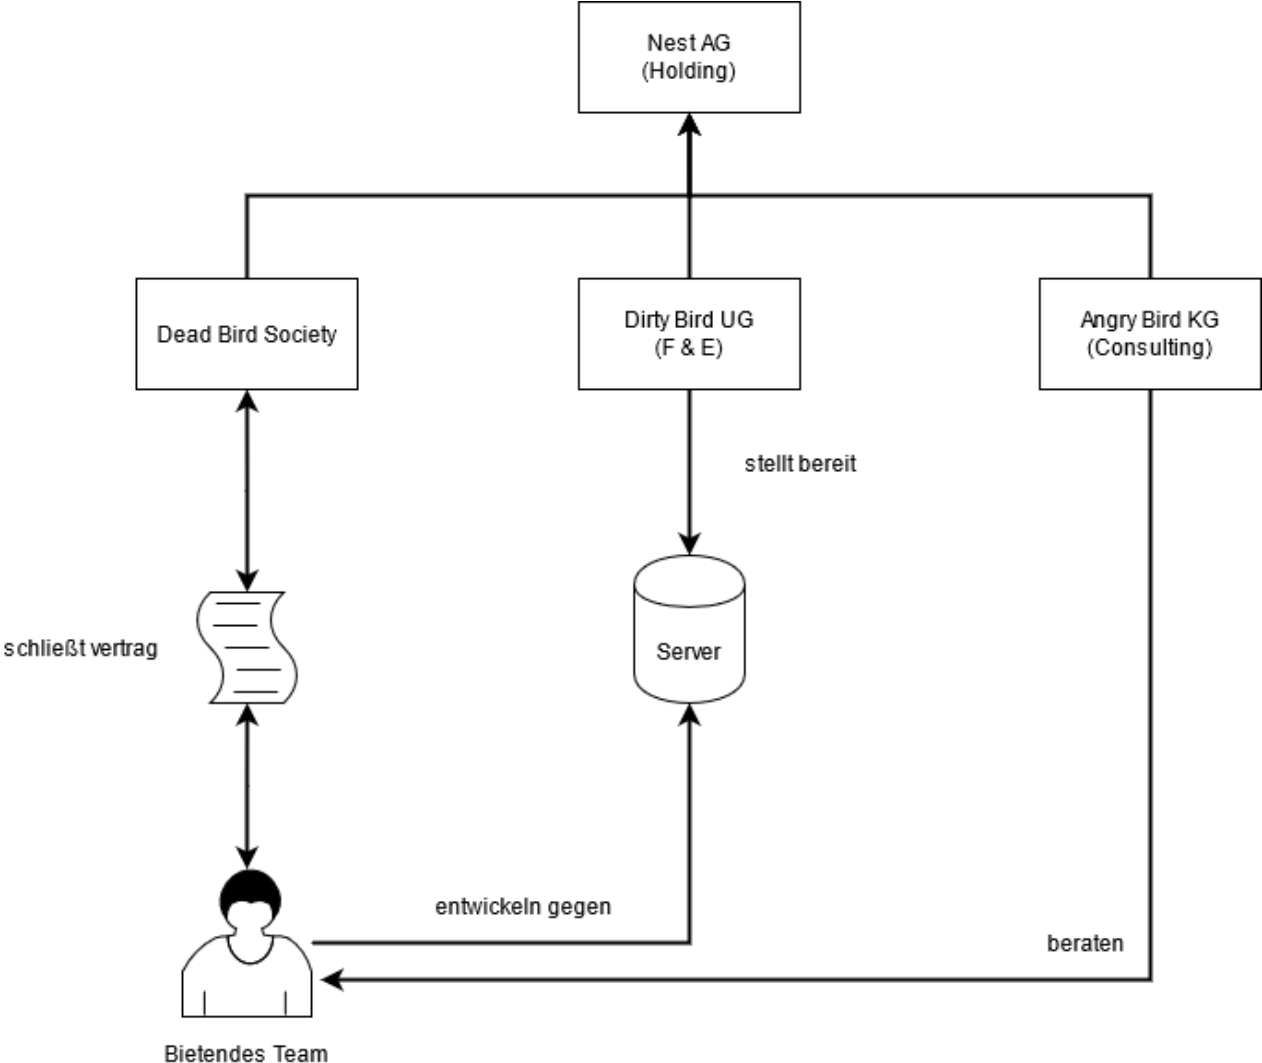 Nest AG
(Holding)
Dead Bird Society
Dirty Bird UG
(F & E)
Angry Bird KG
(Consulting)
stellt bereit
schließt vertrag
Server
entwickeln gegen
beraten
Bietendes Team